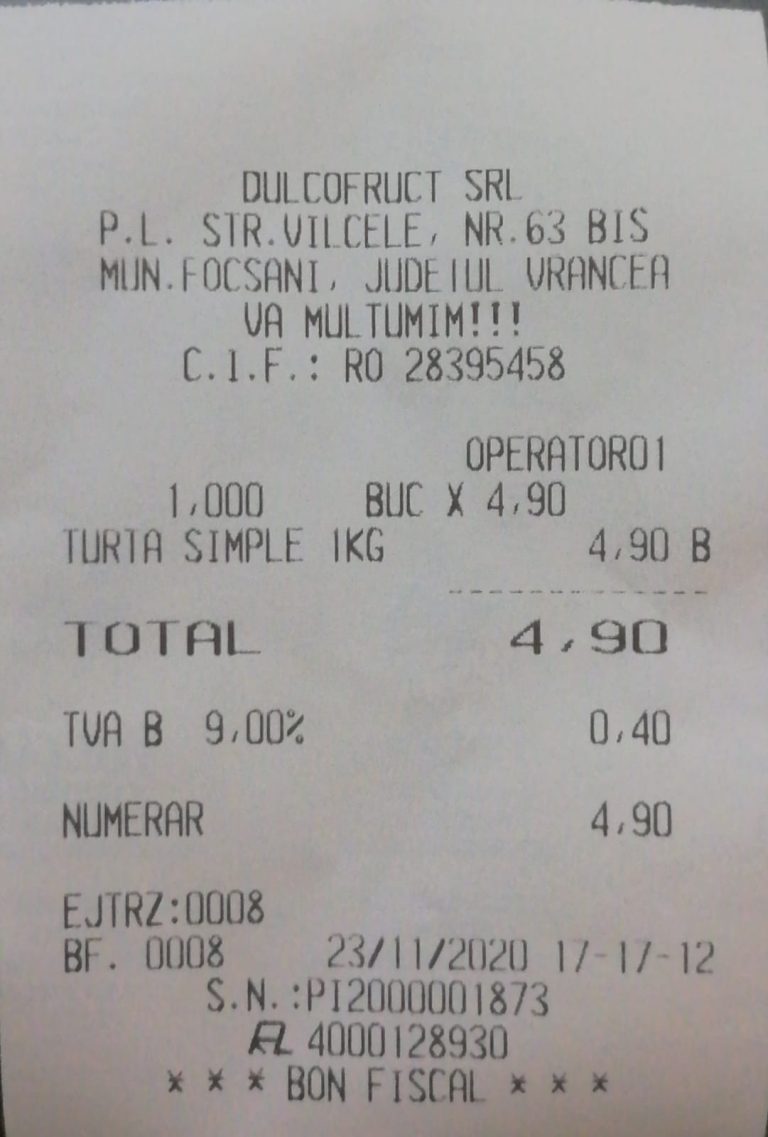 DULCOFRUCT SRL
P.L. STR.VILCELE, NR.63 BIS
MUN.FOCSANI, JUDETUL VRANCEA
VA MULTUMIM!!!
C.I.F.: RO 28395458
OPERATOR01
1,000 BUC X 4,90
TURTA SIMPLE 1KG 4,90 B
TOTAL 4,90
TVA B 9,00% 0,40
NUMERAR 4,90
EJTRZ:0008
BF. 0008 23/11/2020 17-17-12
S.N.:PI2000001873
4000128930
* * * BON FISCAL * * *